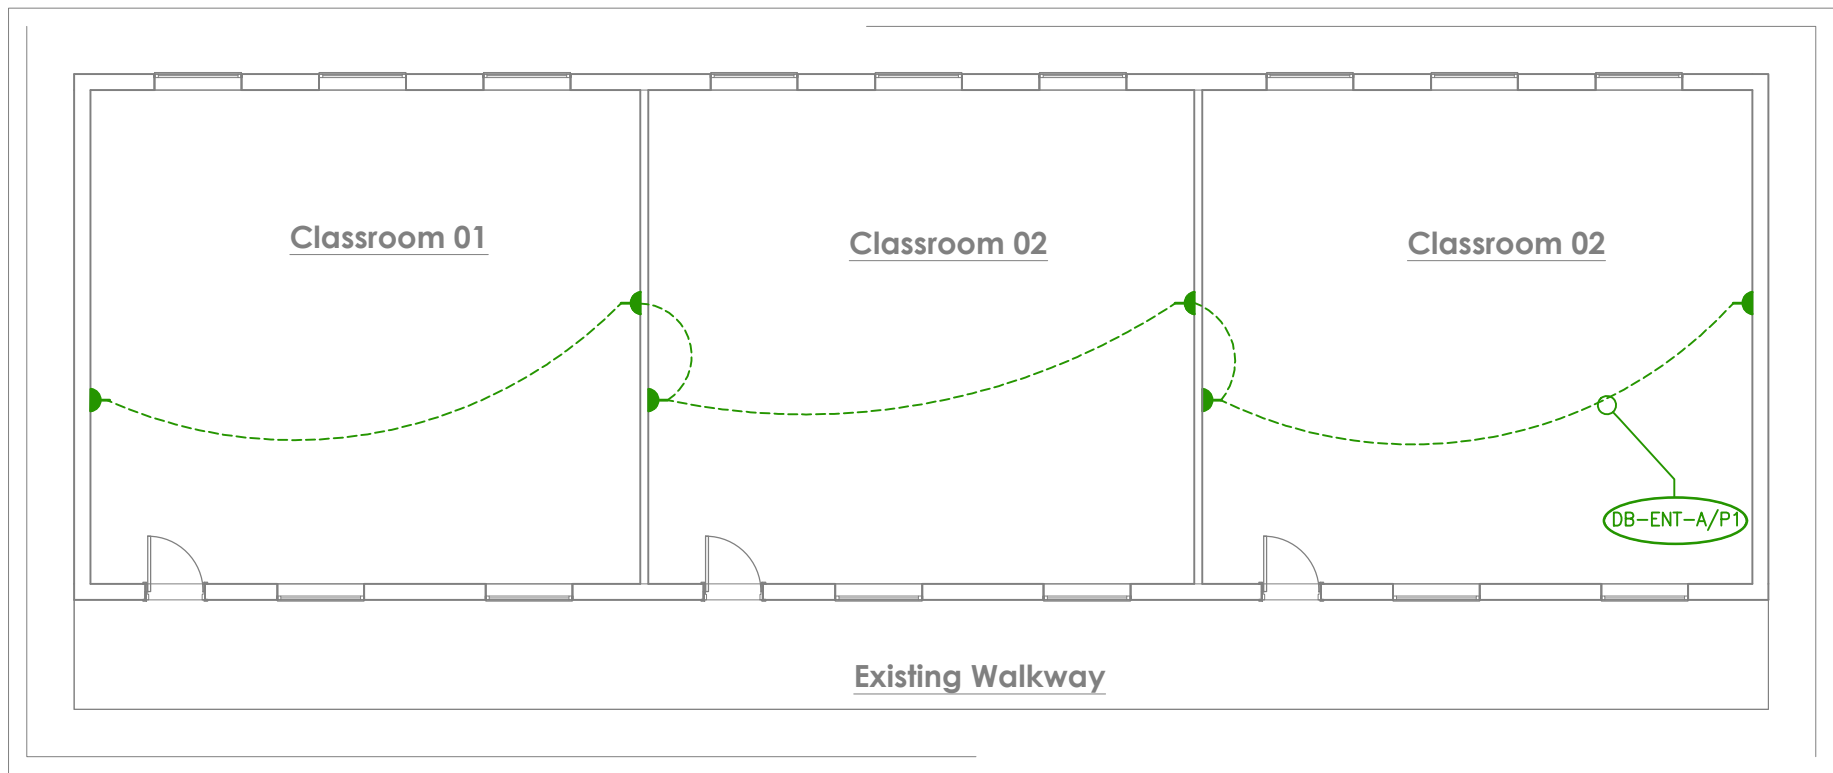 Classroom 01
Classroom 02
Classroom 02
DB-ENT-A/P1
Existing Walkway